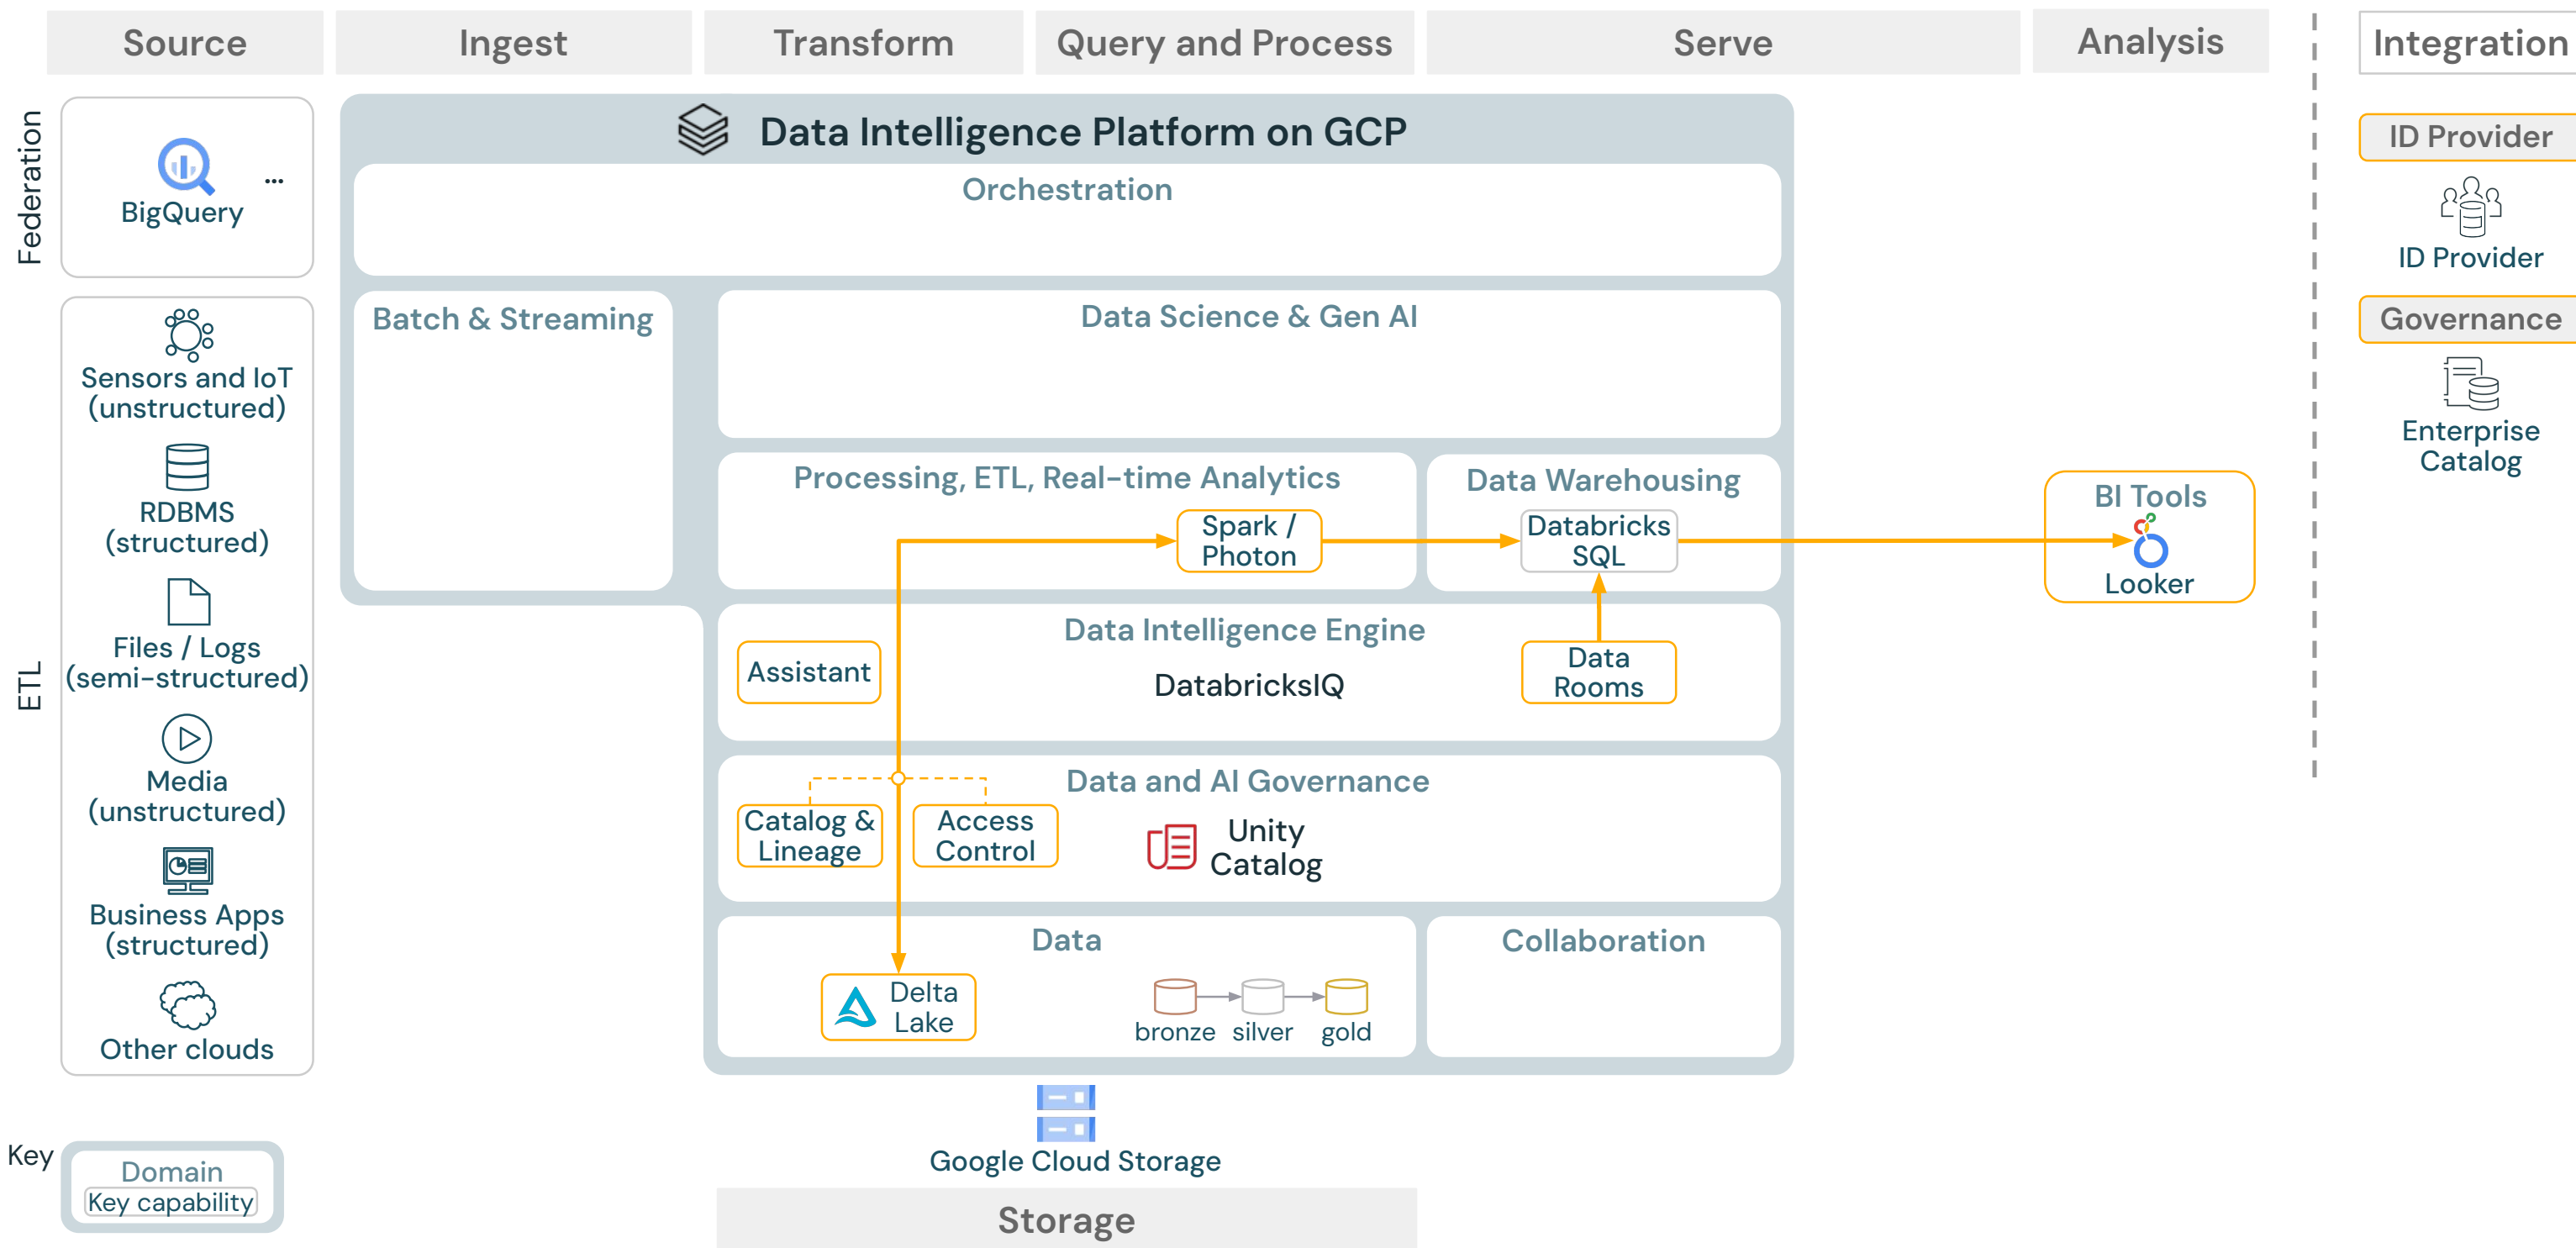 Source
Ingest
Transform
Query and Process
Serve
Analysis
Integration
Federation
BigQuery
...
ETL
Sensors and IoT
(unstructured)
RDBMS
(structured)
Files / Logs
(semi-structured)
Media
(unstructured)
Business Apps
(structured)
Other clouds
Data Intelligence Platform on GCP
Orchestration
Batch & Streaming
Data Science & Gen AI
Processing, ETL, Real-time Analytics
Spark /
Photon
Data Warehousing
Databricks
SQL
Data Intelligence Engine
Assistant
DatabricksIQ
Data
Rooms
Data and AI Governance
Catalog &
Lineage
Access
Control
Unity
Catalog
Data
Delta
Lake
bronze
silver
gold
Collaboration
BI Tools
Looker
ID Provider
ID Provider
Governance
Enterprise
Catalog
Google Cloud Storage
Storage
Key
Domain
Key capability